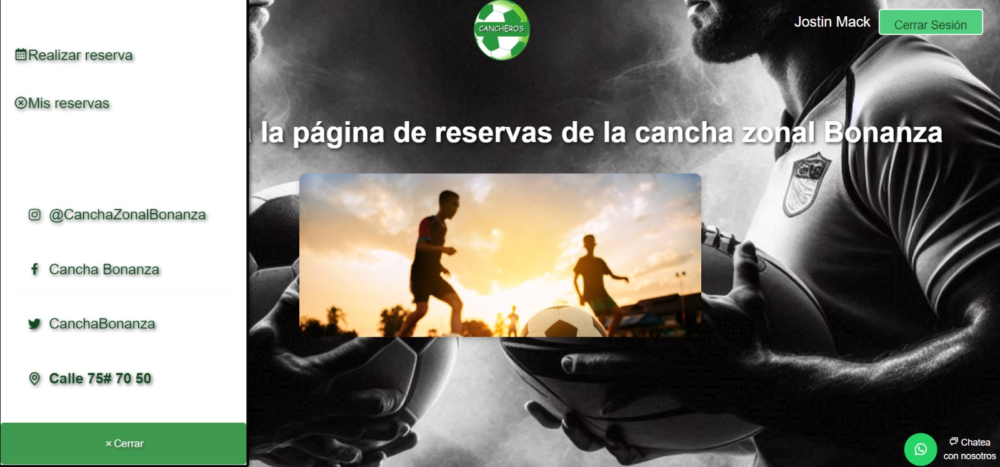 Realizar reserva
Mis reservas
@CanchaZonalBonanza
Cancha Bonanza
CanchaBonanza
Calle 75# 70 50
× Cerrar
CANCHEROS
Jostin Mack
Cerrar Sesión
la página de reservas de la cancha zonal Bonanza
Chatea
con nosotros